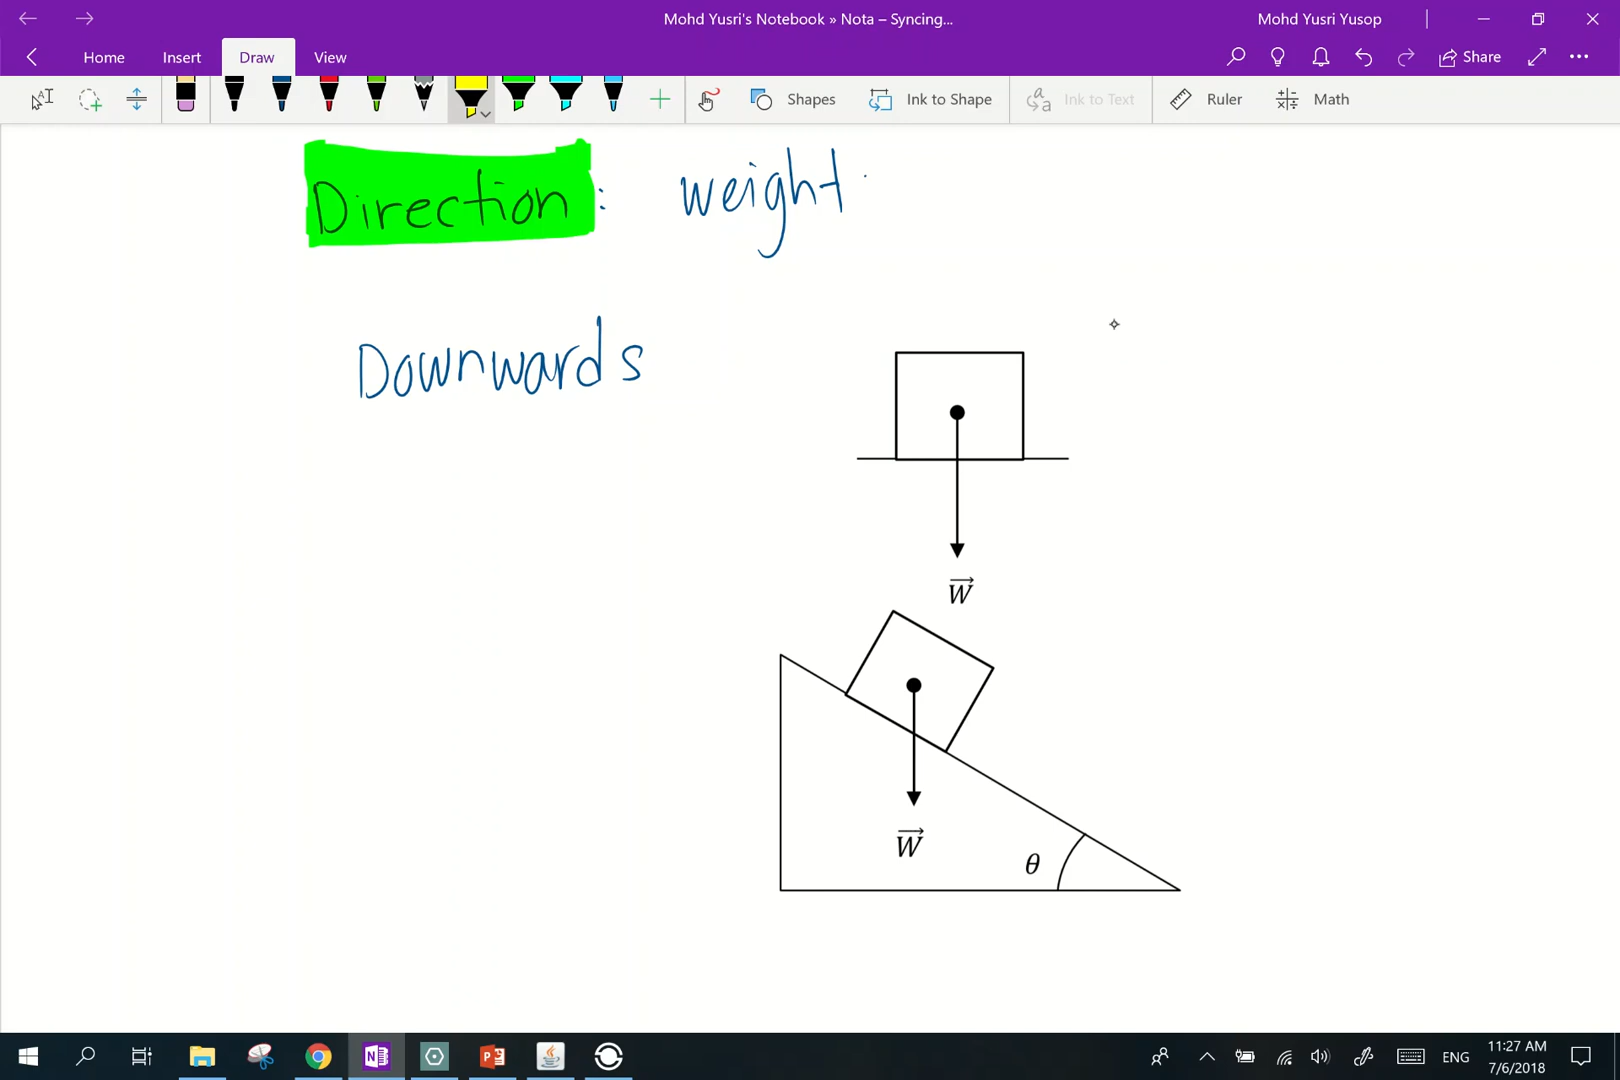 Mohd Yusri's Notebook » Nota – Syncing...
Mohd Yusri Yusop
Home Insert Draw View
Share
Shapes Ink to Shape Ink to Text Ruler Math
Direction : weight
Downwards
W
W
θ
ENG
11:27 AM
7/6/2018